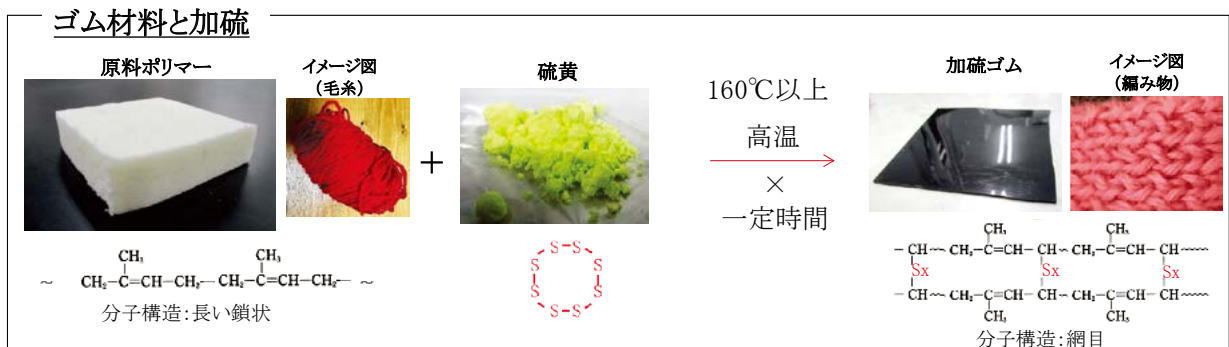 ゴム材料と加硫
原料ポリマー
イメージ図
(毛糸)
硫黄
160℃以上
高温
×
一定時間
加硫ゴム
イメージ図
(編み物)
+
CH₃ CH₃
~ CH₂-C=CH-CH₂-CH₂-C=CH-CH₂- ~
分子構造:長い鎖状
S-S
S S
S S
S-S
CH₃ CH₃
-CH~CH₂-C=CH-CH-CH₂-C=CH-CH~
Sx Sx Sx
-CH~CH₂-C=CH-CH-CH₂-C=CH-CH~
CH₃ CH₃
分子構造:網目